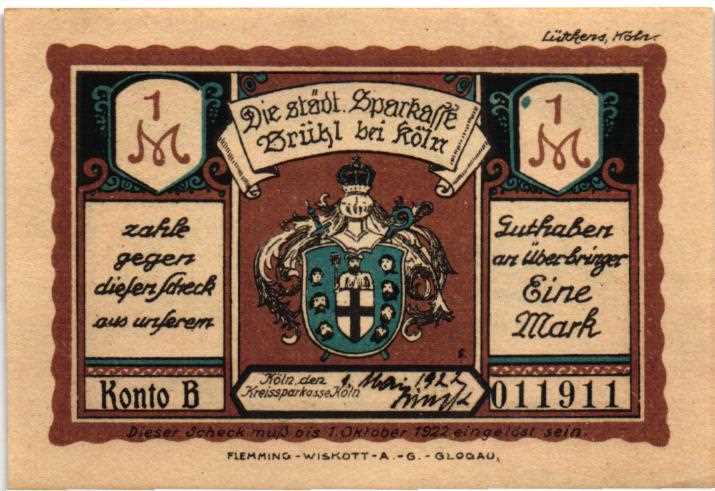 Lütkens, Köln.
1
M
Die städt. Sparkasse
Brühl bei Köln
1
M
zahle
gegen
diesen Scheck
aus unserem
Guthaben
an Überbringer
Eine
Mark
Konto B
Köln, den
Kreissparkasse Köln
1. Mai 1922
011911
Dieser Scheck muß bis 1. Oktober 1922 eingelöst sein.
FLEMMING-WISKOTT-A.-G.-GLOGAU,